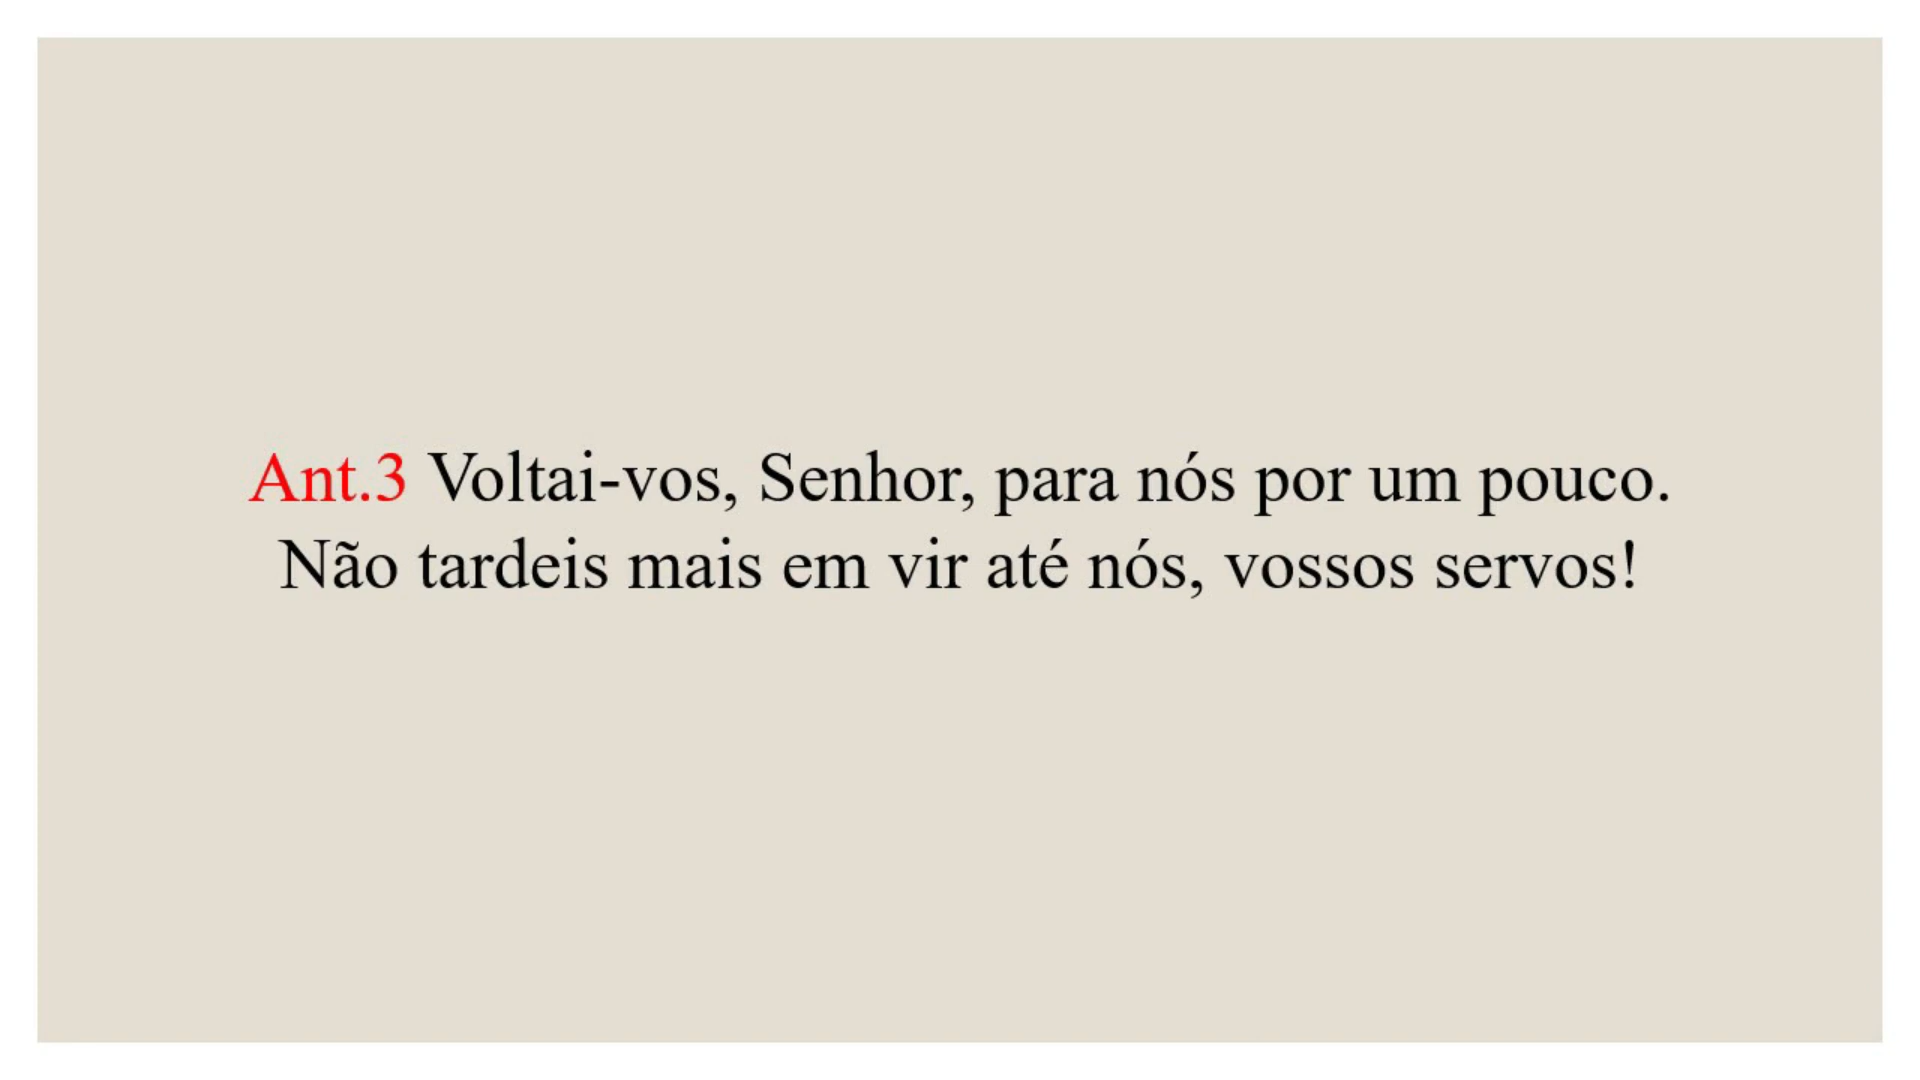 Ant.3 Voltai-vos, Senhor, para nós por um pouco.
Não tardeis mais em vir até nós, vossos servos!